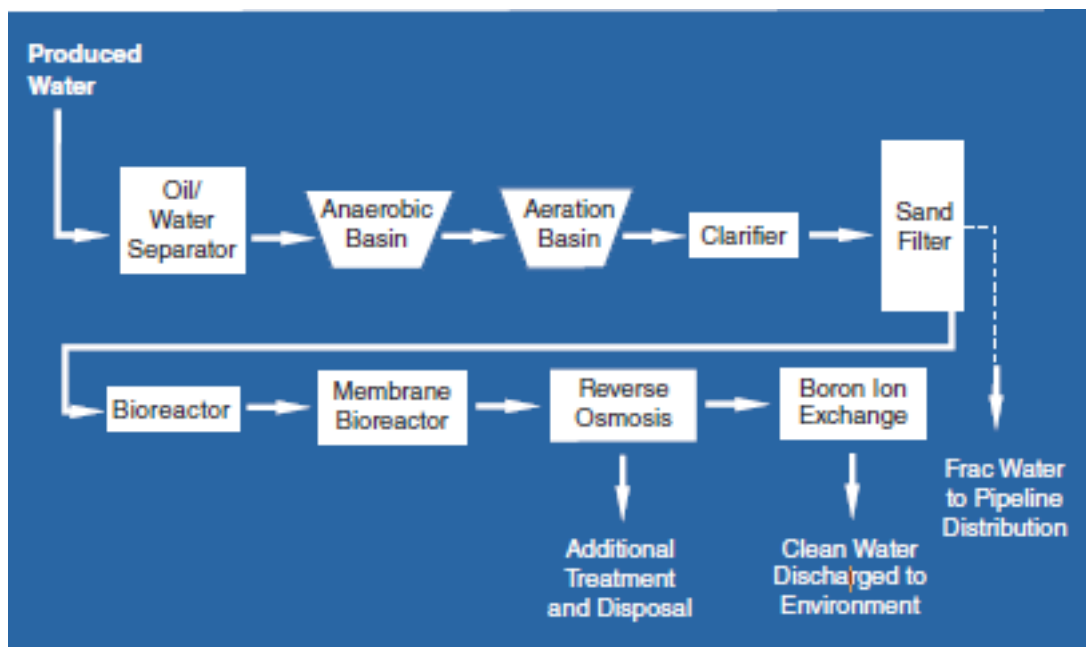 Produced
Water
Oil/
Water
Separator
Anaerobic
Basin
Aeration
Basin
Clarifier
Sand
Filter
Bioreactor
Membrane
Bioreactor
Reverse
Osmosis
Boron Ion
Exchange
Frac Water
to Pipeline
Distribution
Additional
Treatment
and Disposal
Clean Water
Discharged to
Environment